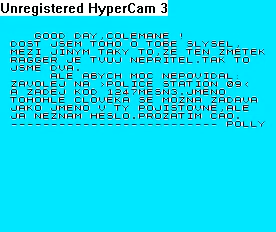 Unregistered HyperCam 3
GOOD DAY,COLEMANE !
DOST JSEM TOHO O TOBE SLYSEL,
MEZI JINYM TAKY TO,ZE TEN ZMETEK
RAGGER JE TVUJ NEPRITEL.TAK TO
JSME DVA.
ALE ABYCH MOC NEPOVIDAL
ZAVOLEJ NA >POLICE STATION 09<
A ZADEJ KOD 1247MESN3.JMENO
TOHOHLE CLOVEKA SE MOZNA ZADAVA
JAKO JMENO V TY POJISTOVNE,ALE
JA NEZNAM HESLO.PROZATIM CAO.
------------------------- POLLY